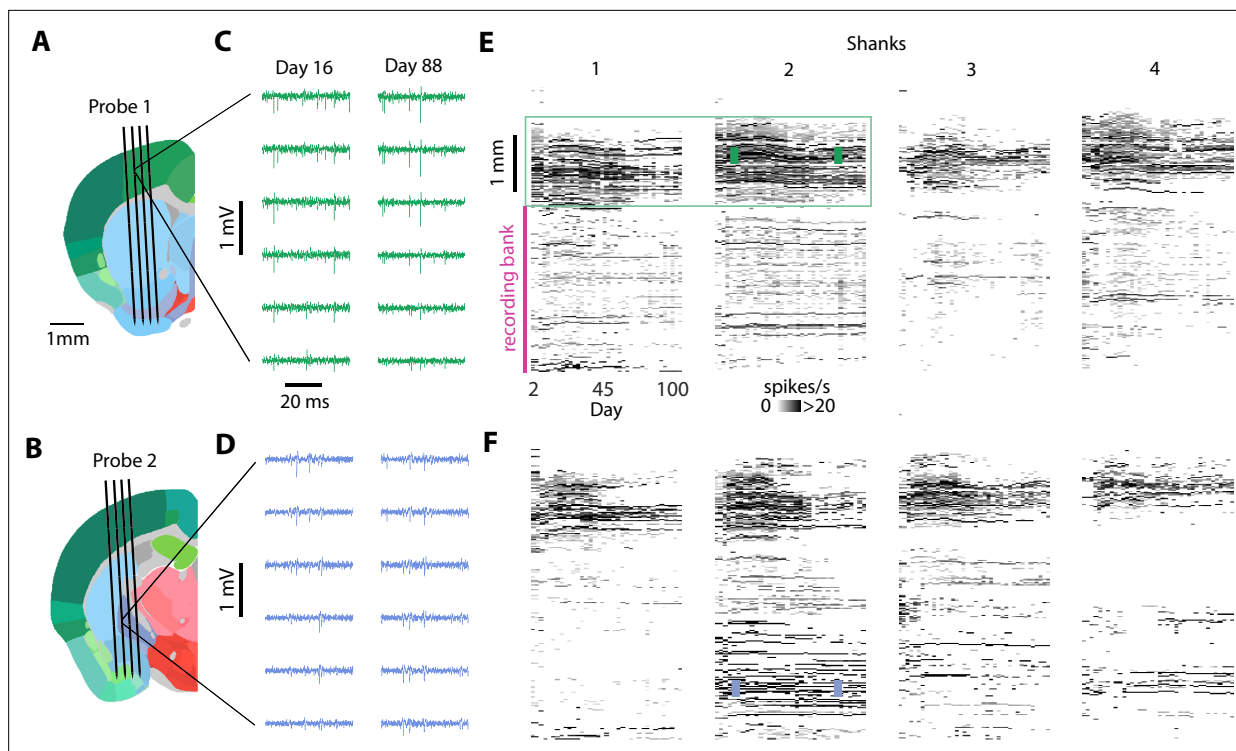 A
C
E
Shanks
Day 16
Day 88
1
2
3
4
Probe 1
1 mm
1 mV
recording bank
1mm
20 ms
2
45
100
Day
spikes/s
0
>20
B
D
F
Probe 2
1 mV